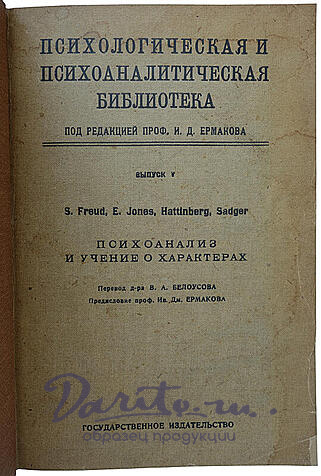 ПСИХОЛОГИЧЕСКАЯ И
ПСИХОАНАЛИТИЧЕСКАЯ
БИБЛИОТЕКА
ПОД РЕДАКЦИЕЙ ПРОФ. И. Д. ЕРМАКОВА
ВЫПУСК V
S. Freud, E. Jones, Hattinberg, Sadger
ПСИХОАНАЛИЗ
И УЧЕНИЕ О ХАРАКТЕРАХ
Перевод д-ра В. А. БЕЛОУСОВА
Предисловие проф. Ив. Дм. ЕРМАКОВА
Darito.ru
образец продукции
ГОСУДАРСТВЕННОЕ ИЗДАТЕЛЬСТВО